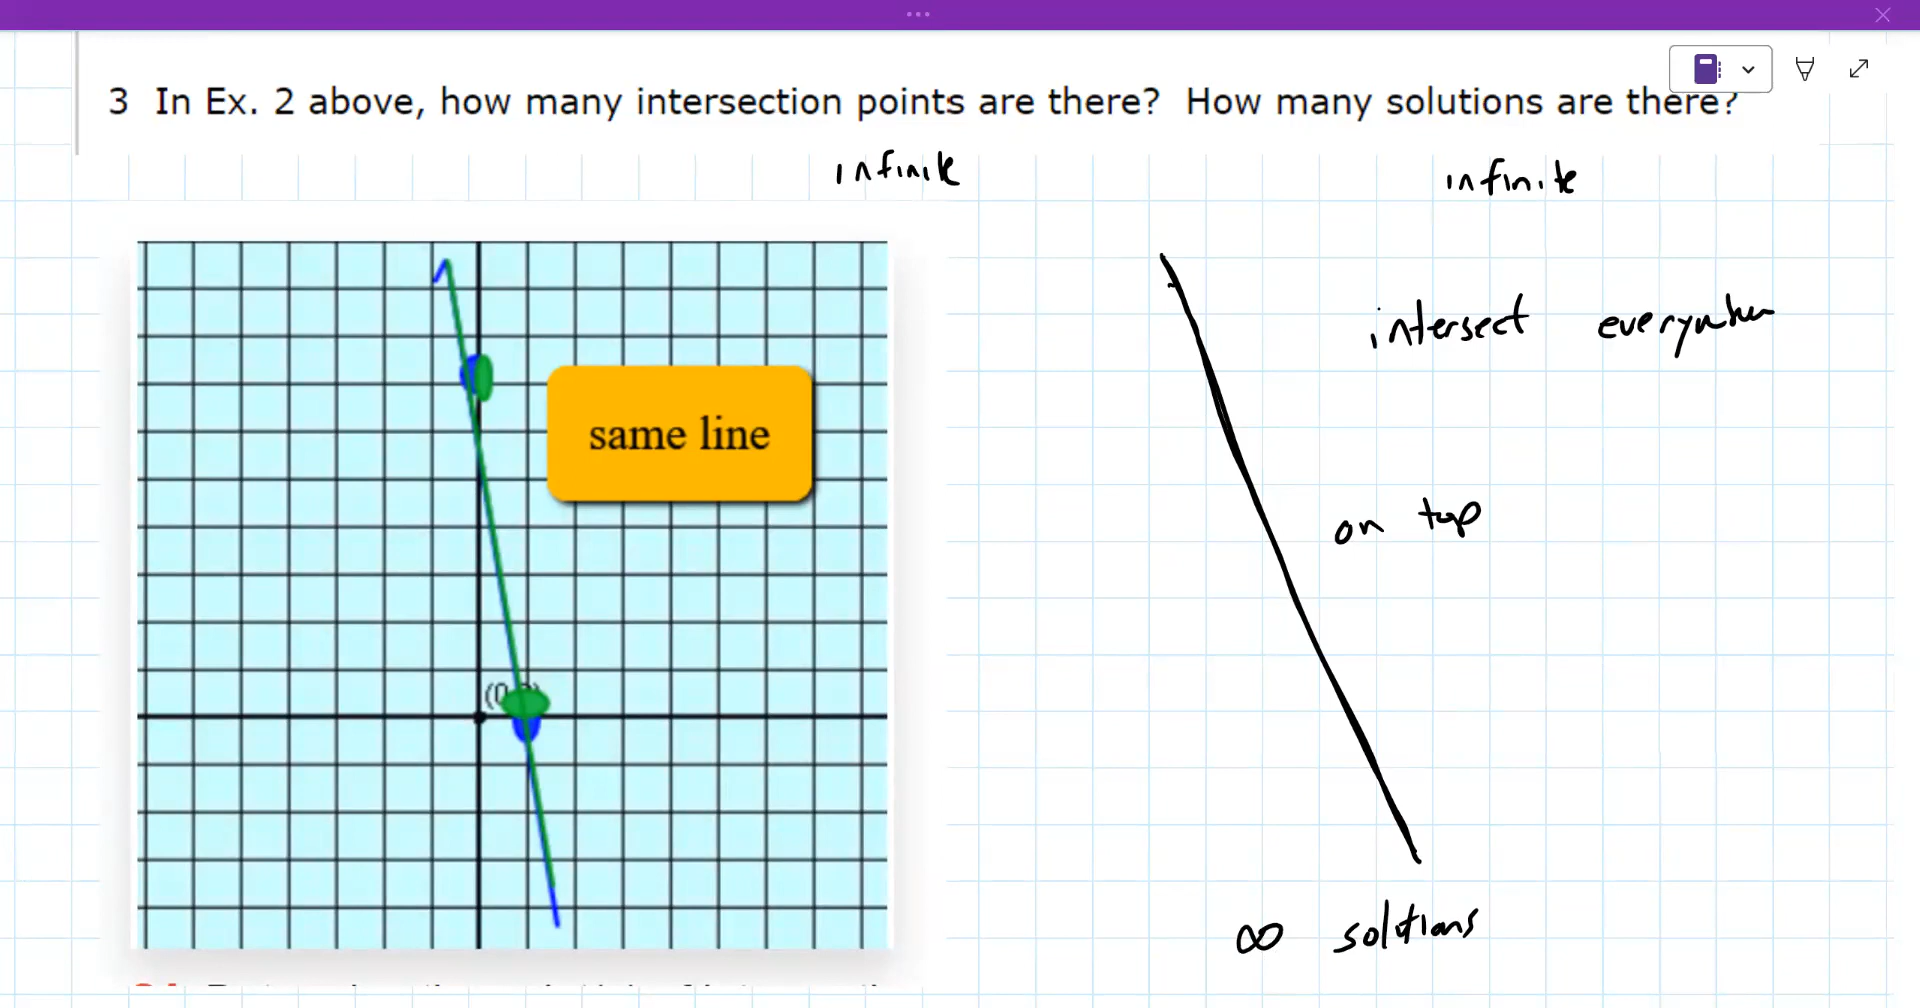 3 In Ex. 2 above, how many intersection points are there? How many solutions are there?
infinite infinite
intersect everywhere
same line
on top
(0,
∞ solutions